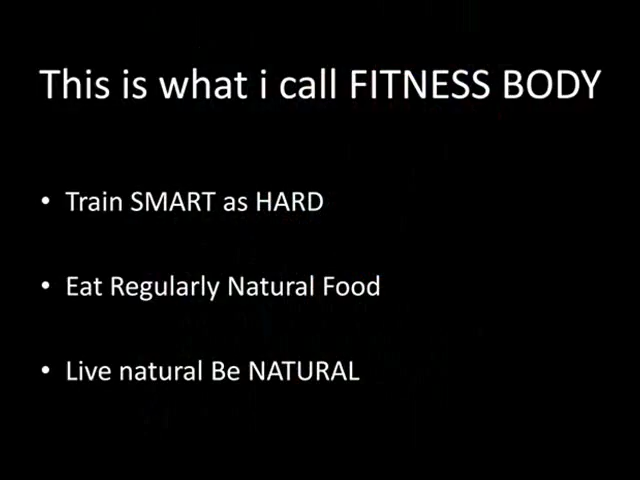 This is what i call FITNESS BODY
• Train SMART as HARD
• Eat Regularly Natural Food
• Live natural Be NATURAL